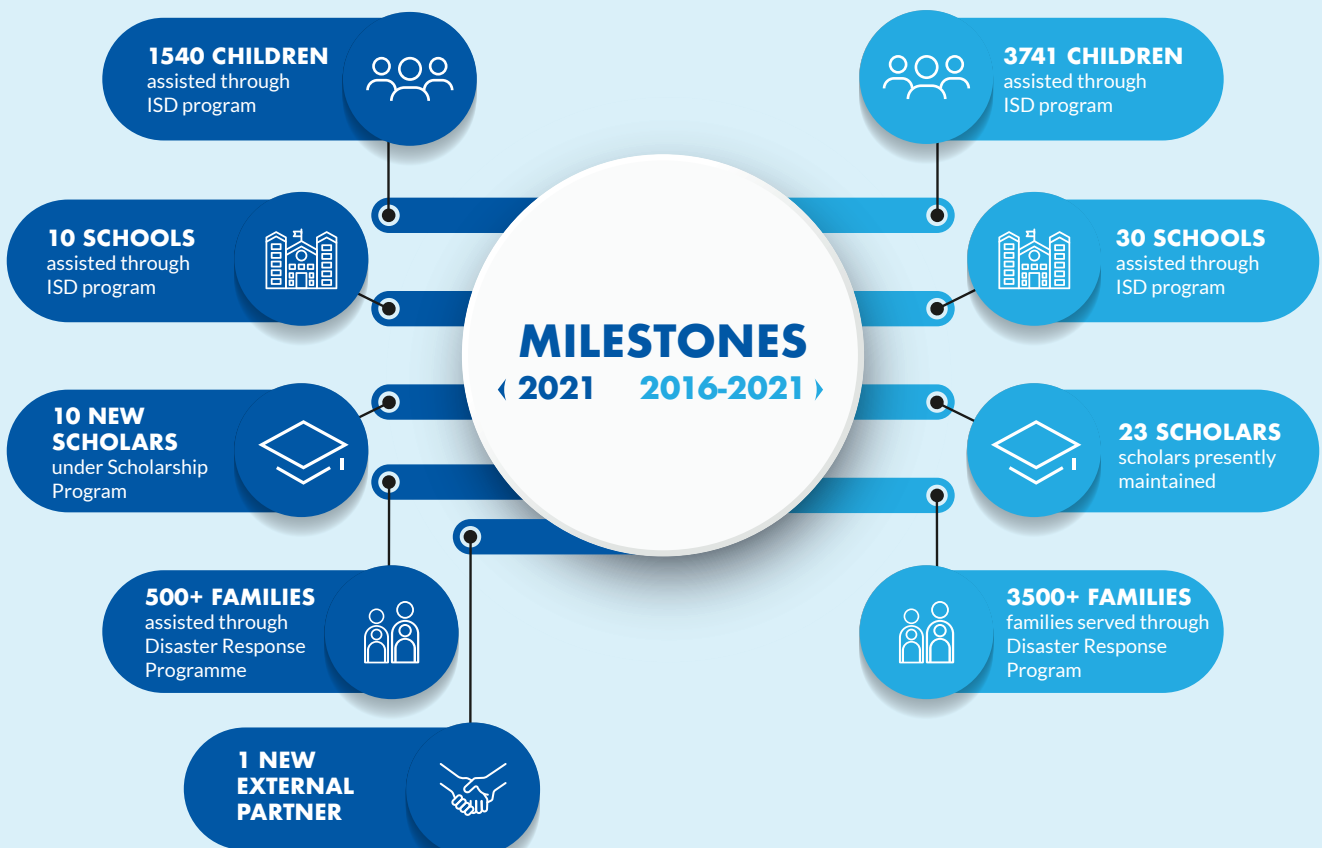 1540 CHILDREN
assisted through
ISD program
10 SCHOOLS
assisted through
ISD program
10 NEW
SCHOLARS
under Scholarship
Program
500+ FAMILIES
assisted through
Disaster Response
Programme
1 NEW
EXTERNAL
PARTNER
MILESTONES
2021 2016-2021
3741 CHILDREN
assisted through
ISD program
30 SCHOOLS
assisted through
ISD program
23 SCHOLARS
scholars presently
maintained
3500+ FAMILIES
families served through
Disaster Response
Program